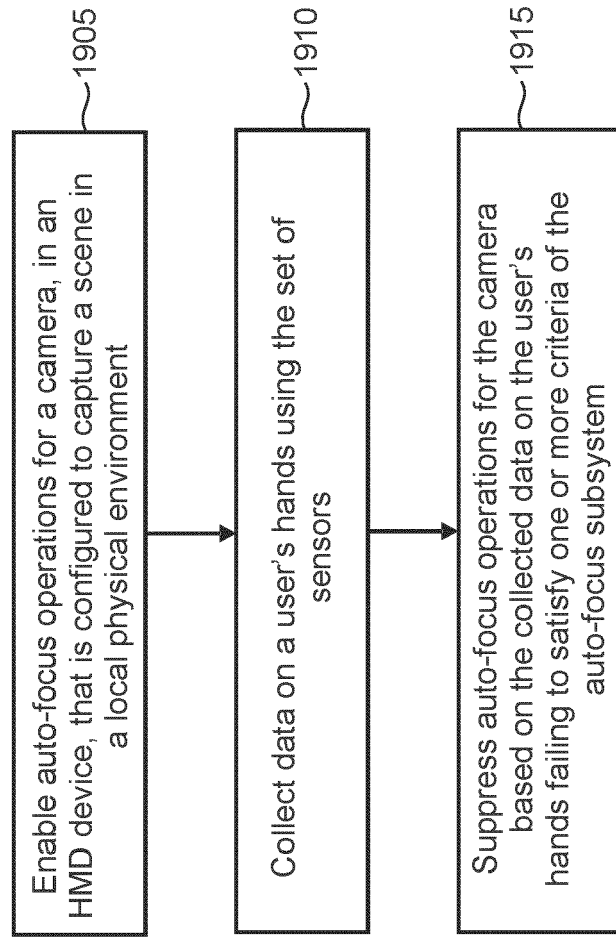 Enable auto-focus operations for a camera, in an
HMD device, that is configured to capture a scene in
a local physical environment
1905
Collect data on a user's hands using the set of
sensors
1910
Suppress auto-focus operations for the camera
based on the collected data on the user's
hands failing to satisfy one or more criteria of the
auto-focus subsystem
1915